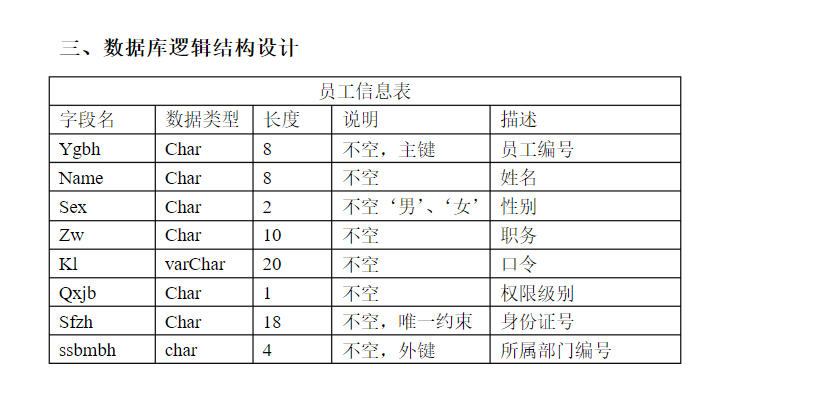 三、数据库逻辑结构设计
员工信息表
字段名 数据类型 长度 说明 描述
Ygbh Char 8 不空，主键 员工编号
Name Char 8 不空 姓名
Sex Char 2 不空‘男’、‘女’ 性别
Zw Char 10 不空 职务
Kl varChar 20 不空 口令
Qxjb Char 1 不空 权限级别
Sfzh Char 18 不空，唯一约束 身份证号
ssbmbh char 4 不空，外键 所属部门编号